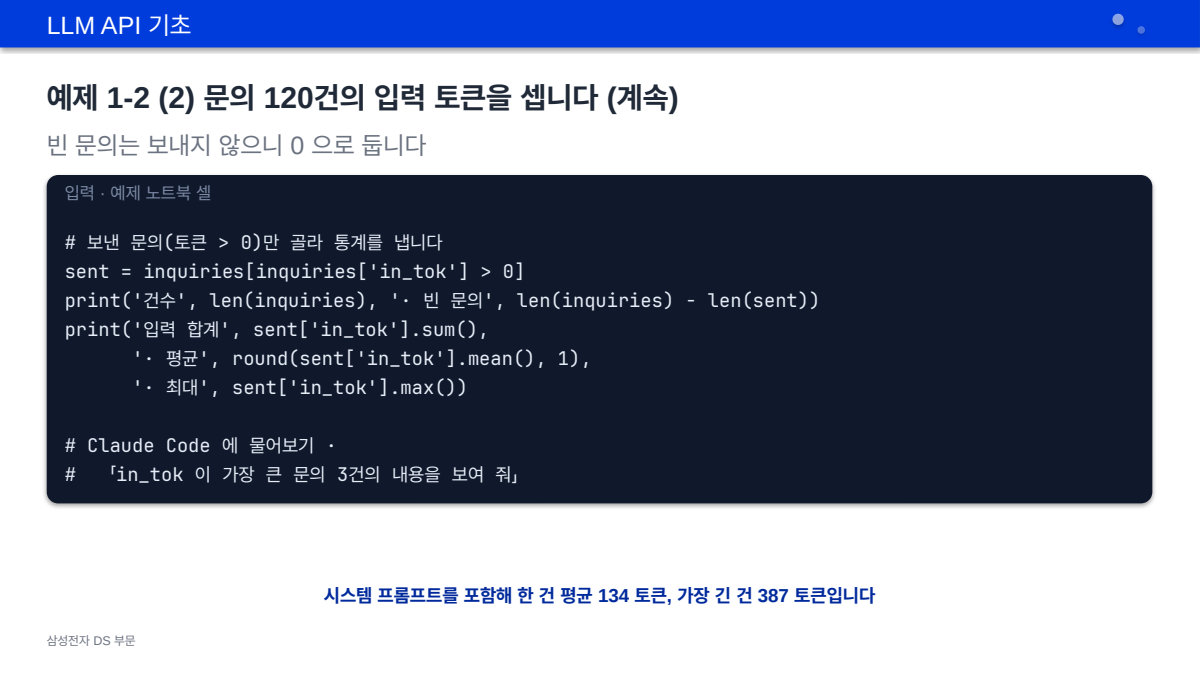 LLM API 기초
예제 1-2 (2) 문의 120건의 입력 토큰을 셉니다 (계속)
빈 문의는 보내지 않으니 0 으로 둡니다
입력 · 예제 노트북 셀
# 보낸 문의(토큰 > 0)만 골라 통계를 냅니다
sent = inquiries[inquiries['in_tok'] > 0]
print('건수', len(inquiries), '· 빈 문의', len(inquiries) - len(sent))
print('입력 합계', sent['in_tok'].sum(),
      '· 평균', round(sent['in_tok'].mean(), 1),
      '· 최대', sent['in_tok'].max())
# Claude Code 에 물어보기 ·
#   「in_tok 이 가장 큰 문의 3건의 내용을 보여 줘」
시스템 프롬프트를 포함해 한 건 평균 134 토큰, 가장 긴 건 387 토큰입니다
삼성전자 DS 부문